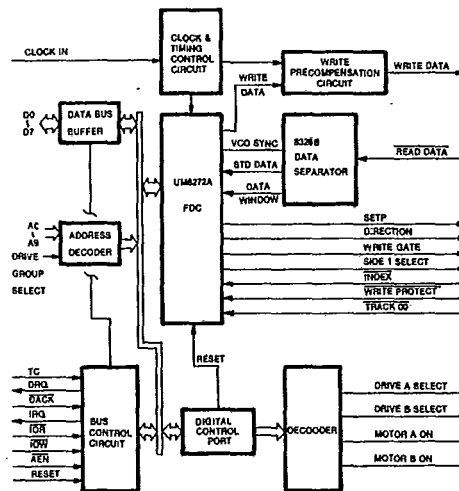 CLOCK IN
CLOCK &
TIMING
CONTROL
CIRCUIT
WRITE
PRECOMPENSATION
CIRCUIT
WRITE DATA
WRITE
DATA
D0
D7
DATA BUS
BUFFER
UM8272A
FDC
VCO SYNC
STD DATA
DATA
WINDOW
8326B
DATA
SEPARATOR
READ DATA
A0
A9
DRIVE
GROUP
SELECT
ADDRESS
DECODER
SETP
DIRECTION
WRITE GATE
SIDE 1 SELECT
INDEX
WRITE PROTECT
TRACK 00
RESET
TC
DRQ
DACK
IRQ
IOR
IOW
AEN
RESET
BUS
CONTROL
CIRCUIT
DIGITAL
CONTROL
PORT
DECOODER
DRIVE A SELECT
DRIVE B SELECT
MOTOR A ON
MOTOR B ON